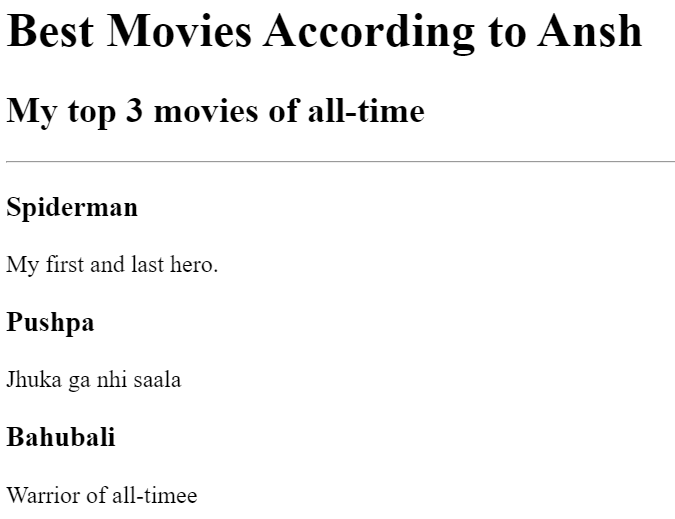 Best Movies According to Ansh
My top 3 movies of all-time
Spiderman
My first and last hero.
Pushpa
Jhuka ga nhi saala
Bahubali
Warrior of all-timee